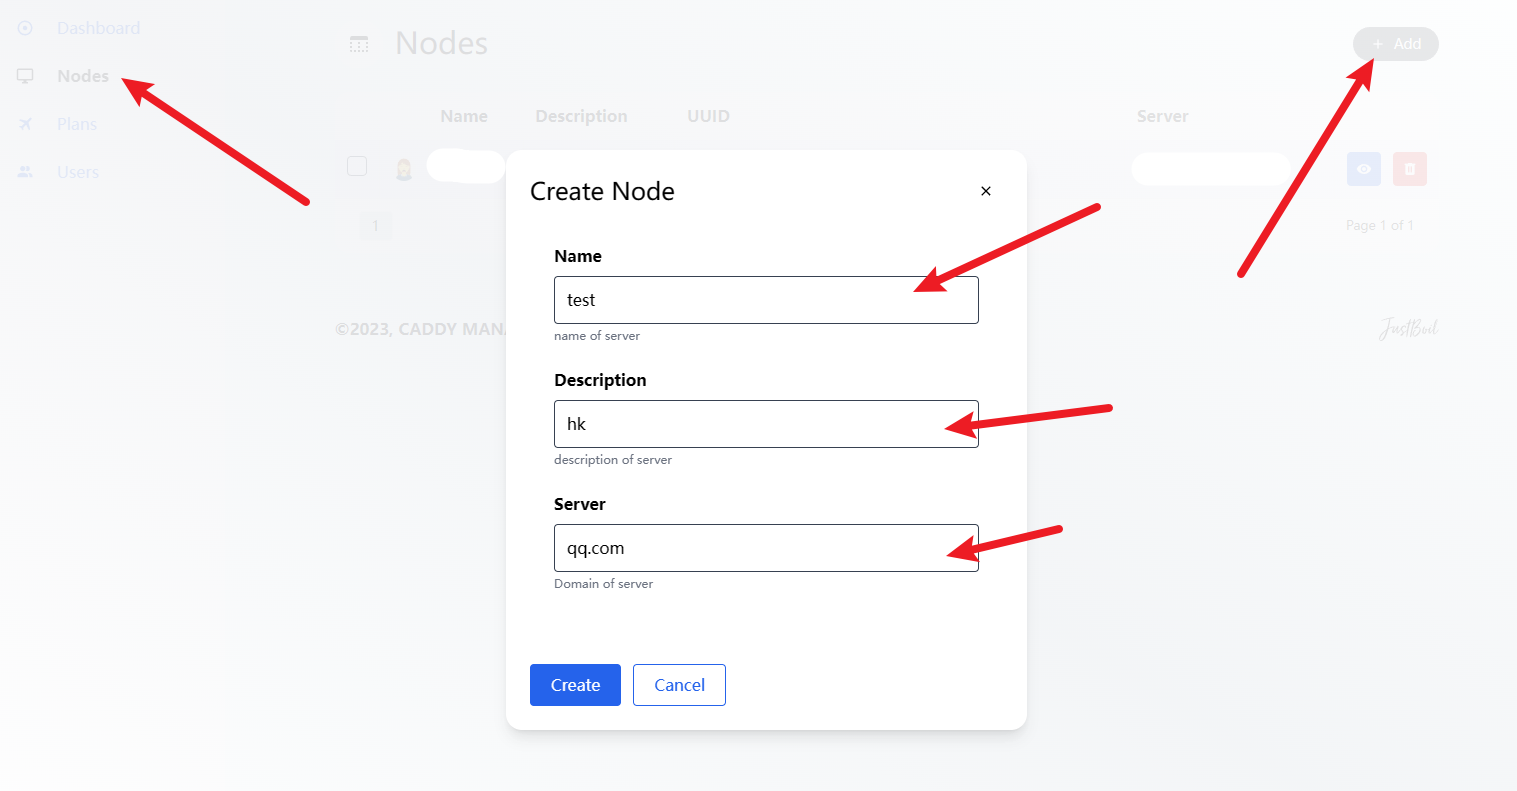 Dashboard
Nodes
Plans
Users
Nodes
+ Add
Name Description UUID Server
1
Page 1 of 1
©2023, CADDY MAN
JustBoil
Create Node
Name
test
name of server
Description
hk
description of server
Server
qq.com
Domain of server
Create Cancel